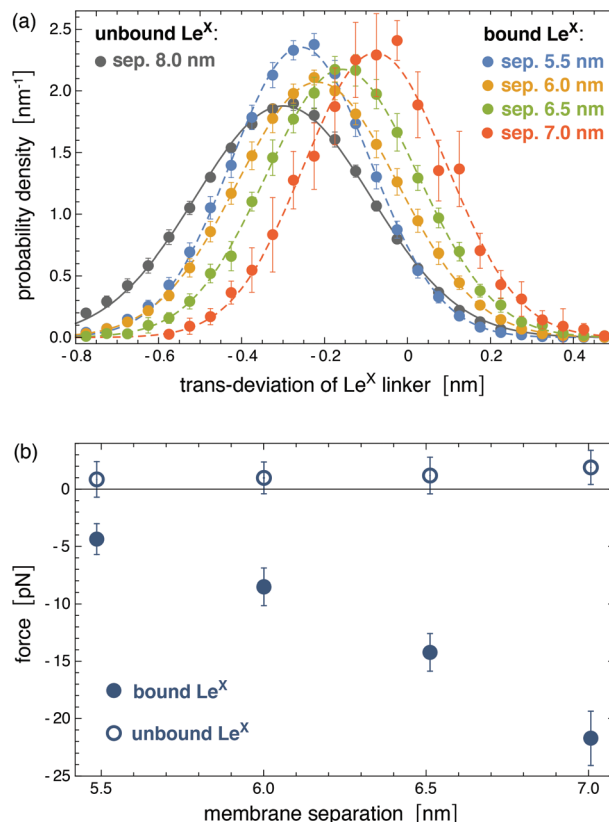 (a)
unbound Le^X:
sep. 8.0 nm
bound Le^X:
sep. 5.5 nm
sep. 6.0 nm
sep. 6.5 nm
sep. 7.0 nm
2.5
2.0
1.5
1.0
0.5
0.0
probability density [nm⁻¹]
-0.8 -0.6 -0.4 -0.2 0 0.2 0.4
trans-deviation of Le^X linker [nm]
(b)
0
-5
-10
-15
-20
-25
force [pN]
bound Le^X
unbound Le^X
5.5 6.0 6.5 7.0
membrane separation [nm]